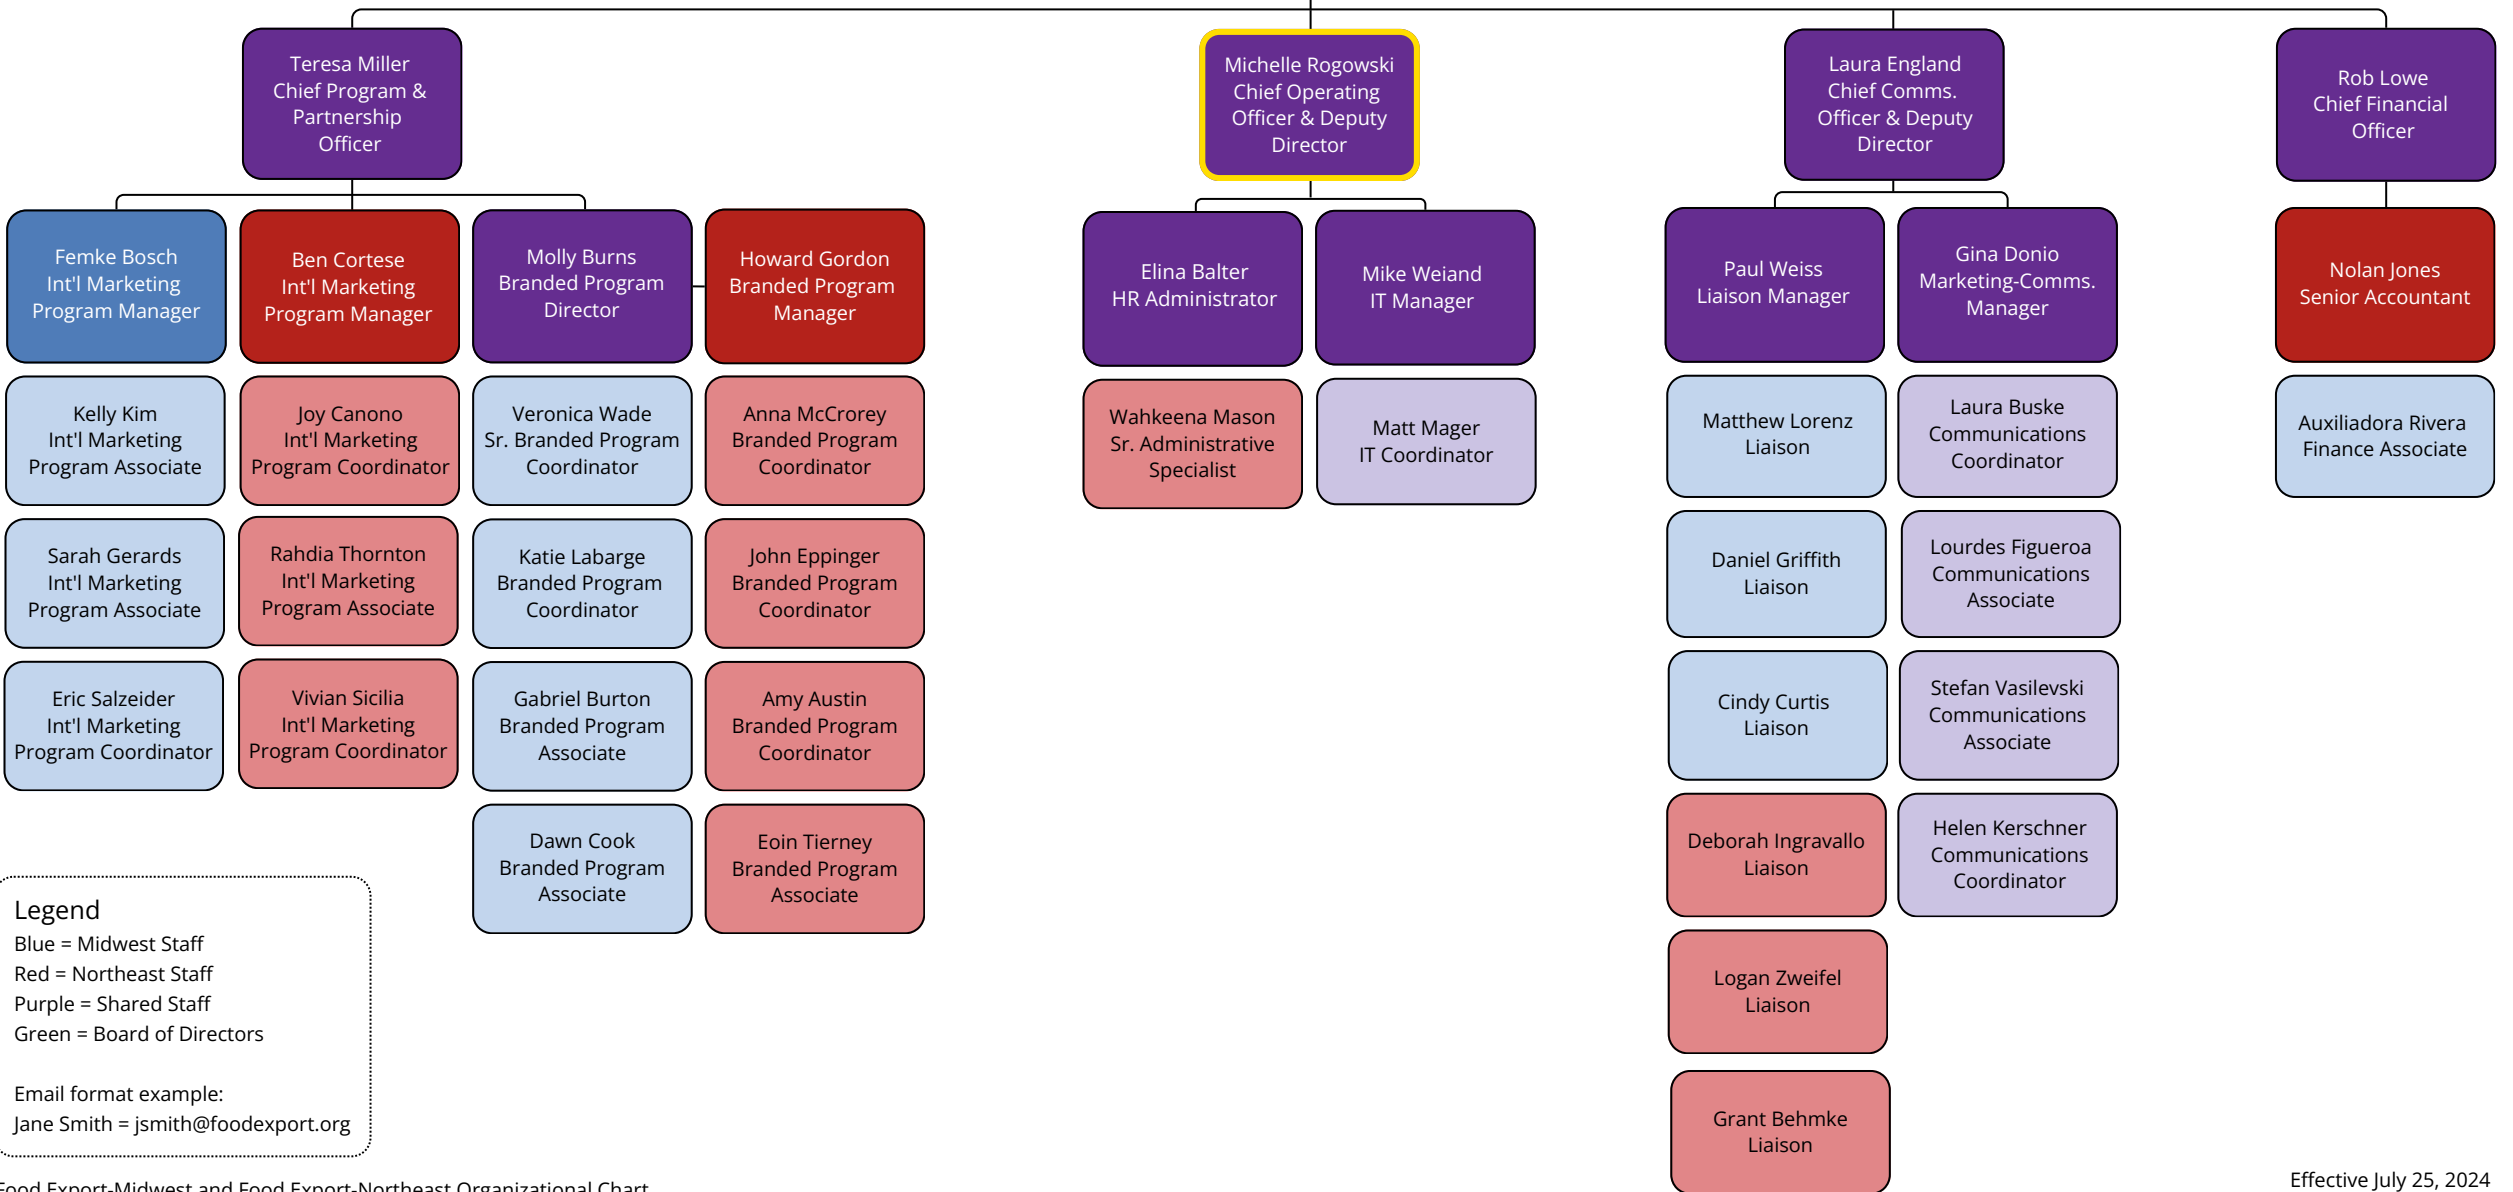 Teresa Miller
Chief Program &
Partnership
Officer
Michelle Rogowski
Chief Operating
Officer & Deputy
Director
Laura England
Chief Comms.
Officer & Deputy
Director
Rob Lowe
Chief Financial
Officer
Femke Bosch
Int'l Marketing
Program Manager
Ben Cortese
Int'l Marketing
Program Manager
Molly Burns
Branded Program
Director
Howard Gordon
Branded Program
Manager
Elina Balter
HR Administrator
Mike Weiand
IT Manager
Paul Weiss
Liaison Manager
Gina Donio
Marketing-Comms.
Manager
Nolan Jones
Senior Accountant
Kelly Kim
Int'l Marketing
Program Associate
Joy Canono
Int'l Marketing
Program Coordinator
Veronica Wade
Sr. Branded Program
Coordinator
Anna McCrorey
Branded Program
Coordinator
Wahkeena Mason
Sr. Administrative
Specialist
Matt Mager
IT Coordinator
Matthew Lorenz
Liaison
Laura Buske
Communications
Coordinator
Auxiliadora Rivera
Finance Associate
Sarah Gerards
Int'l Marketing
Program Associate
Rahdia Thornton
Int'l Marketing
Program Associate
Katie Labarge
Branded Program
Coordinator
John Eppinger
Branded Program
Coordinator
Daniel Griffith
Liaison
Lourdes Figueroa
Communications
Associate
Eric Salzeider
Int'l Marketing
Program Coordinator
Vivian Sicilia
Int'l Marketing
Program Coordinator
Gabriel Burton
Branded Program
Associate
Amy Austin
Branded Program
Coordinator
Cindy Curtis
Liaison
Stefan Vasilevski
Communications
Associate
Dawn Cook
Branded Program
Associate
Eoin Tierney
Branded Program
Associate
Deborah Ingravallo
Liaison
Helen Kerschner
Communications
Coordinator
Logan Zweifel
Liaison
Grant Behmke
Liaison
Legend
Blue = Midwest Staff
Red = Northeast Staff
Purple = Shared Staff
Green = Board of Directors
Email format example:
Jane Smith = jsmith@foodexport.org
Food Export-Midwest and Food Export-Northeast Organizational Chart
Effective July 25, 2024